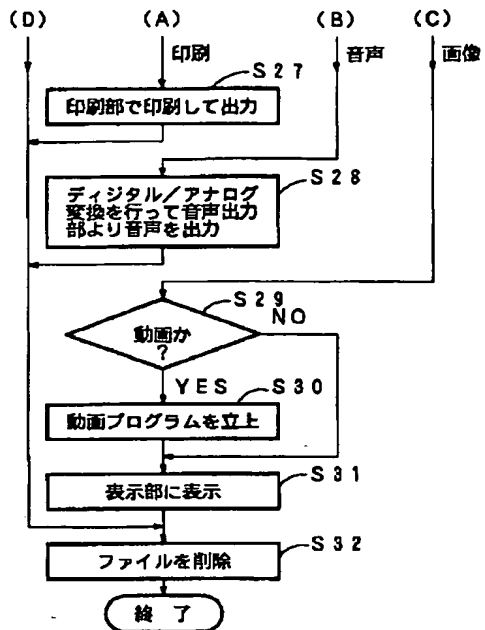 (D) (A) (B) (C)
印刷 音声 画像
S27
印刷部で印刷して出力
S28
ディジタル/アナログ
変換を行って音声出力
部より音声を出力
S29
動画か
?
NO
YES
S30
動画プログラムを立上
S31
表示部に表示
S32
ファイルを削除
終了